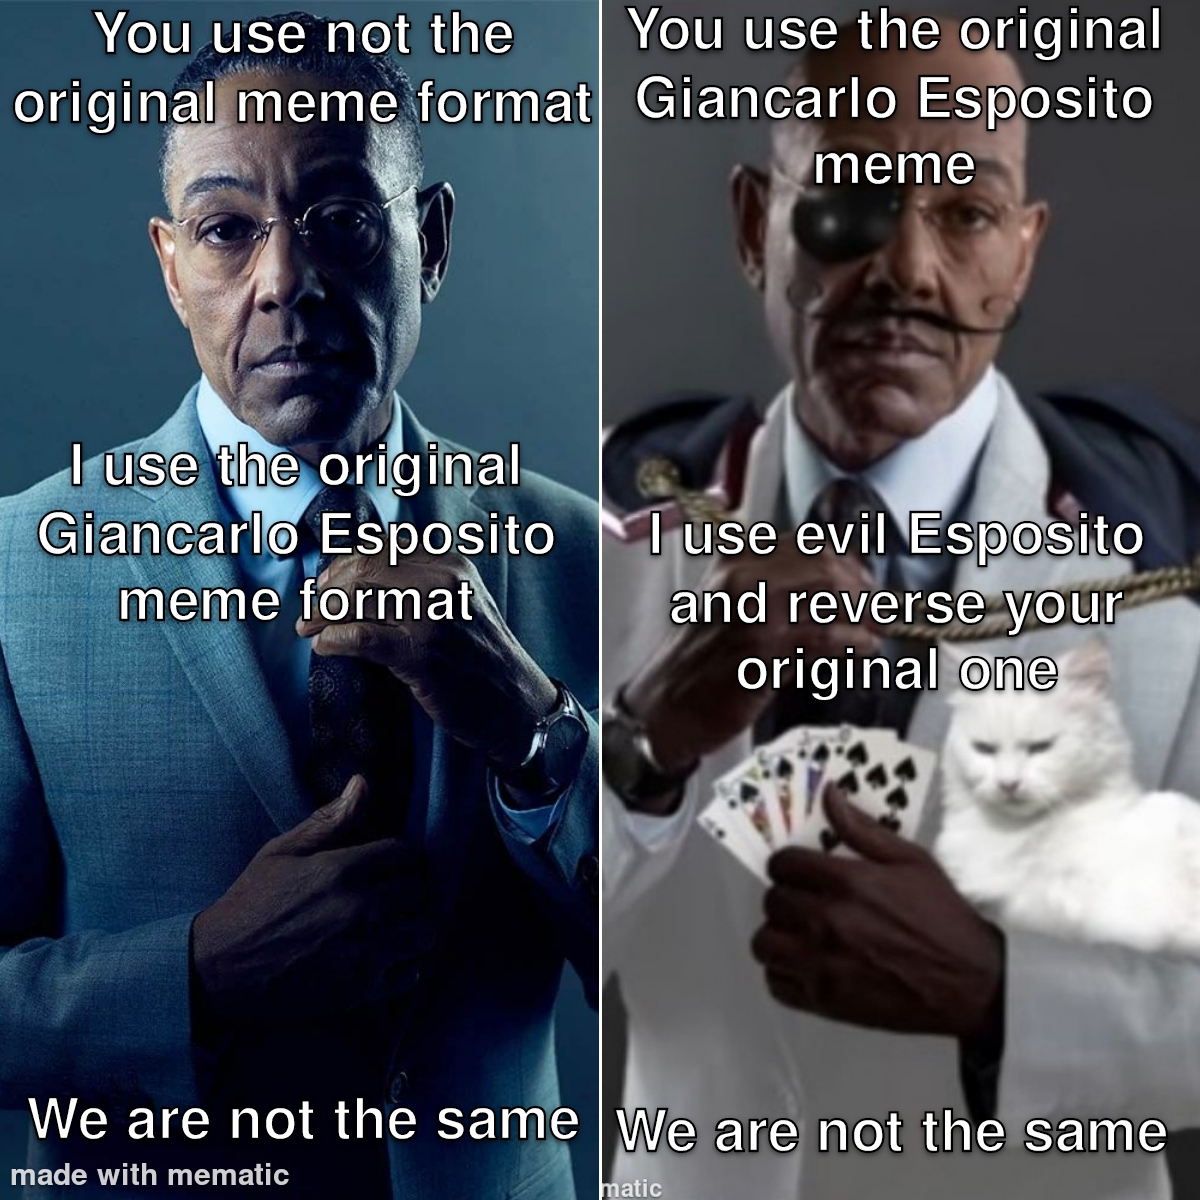 You use not the
original meme format
I use the original
Giancarlo Esposito
meme format
We are not the same
made with mematic
You use the original
Giancarlo Esposito
meme
I use evil Esposito
and reverse your
original one
We are not the same
matic